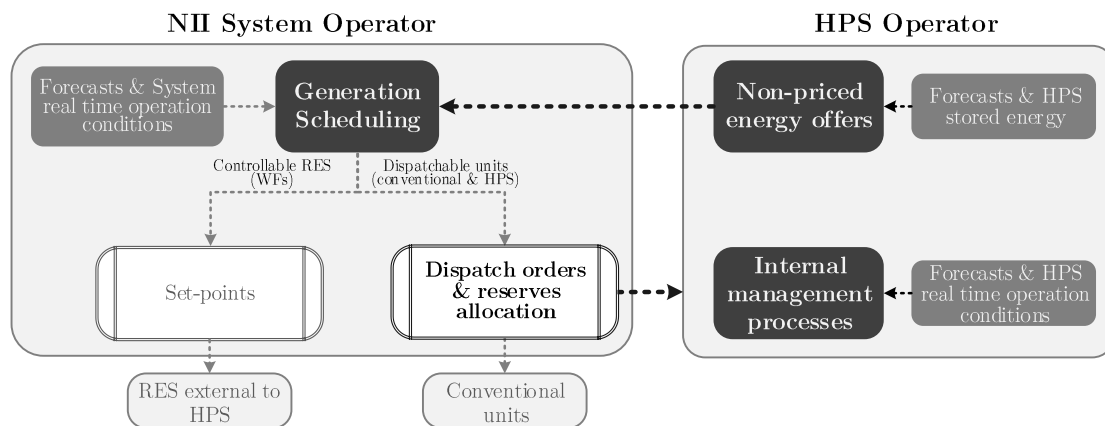 NII System Operator
HPS Operator
Forecasts & System
real time operation
conditions
Generation
Scheduling
Non-priced
energy offers
Forecasts & HPS
stored energy
Controllable RES
(WFs)
Dispatchable units
(conventional & HPS)
Set-points
Dispatch orders
& reserves
allocation
Internal
management
processes
Forecasts & HPS
real time operation
conditions
RES external to
HPS
Conventional
units